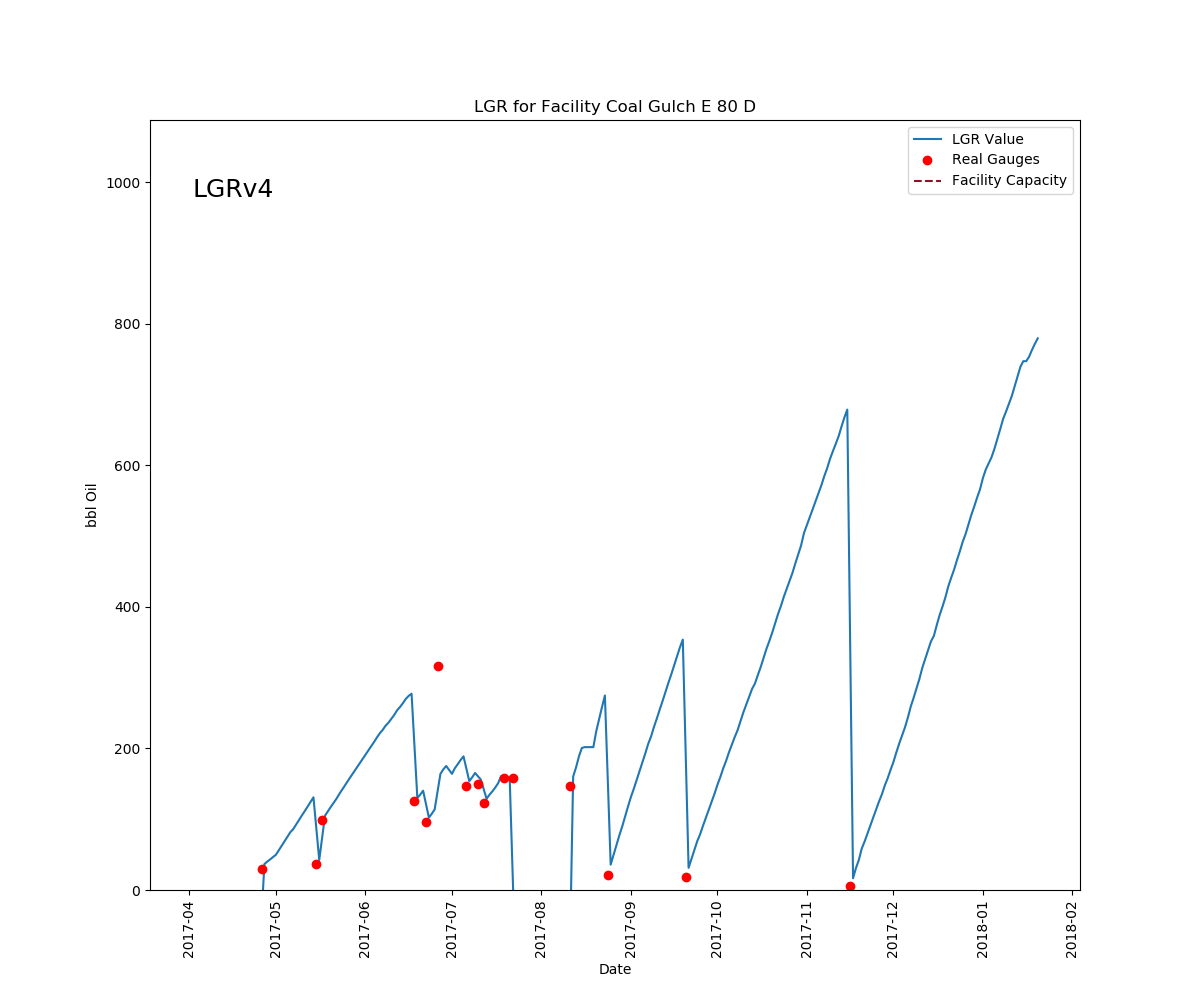 LGR for Facility Coal Gulch E 80 D
LGRv4
LGR Value
Real Gauges
Facility Capacity
bbl Oil
1000
800
600
400
200
0
2017-04
2017-05
2017-06
2017-07
2017-08
2017-09
2017-10
2017-11
2017-12
2018-01
2018-02
Date